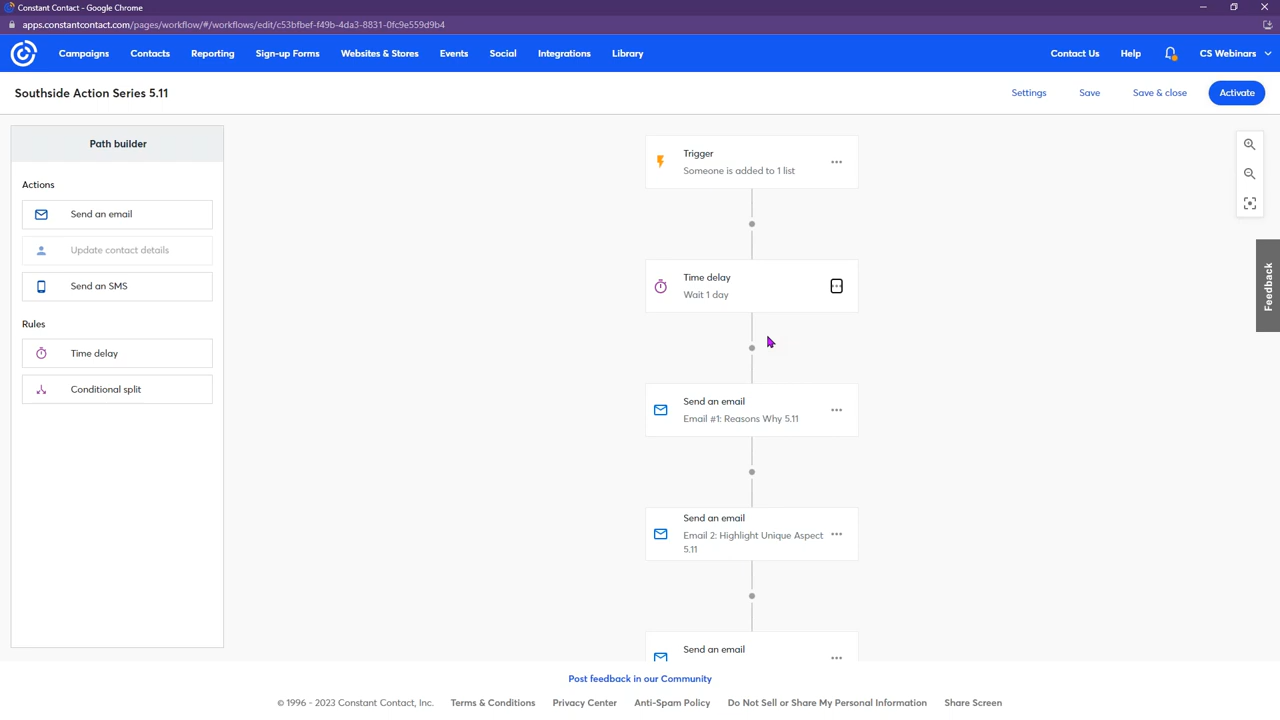 Constant Contact - Google Chrome
apps.constantcontact.com/pages/workflow/#/workflows/edit/c53bfbef-f49b-4da3-8831-0fc9e559d9b4
Campaigns Contacts Reporting Sign-up Forms Websites & Stores Events Social Integrations Library Contact Us Help CS Webinars
Southside Action Series 5.11 Settings Save Save & close Activate
Path builder
Actions
Send an email
Update contact details
Send an SMS
Rules
Time delay
Conditional split
Trigger
Someone is added to 1 list
Time delay
Wait 1 day
Send an email
Email #1: Reasons Why 5.11
Send an email
Email 2: Highlight Unique Aspect
5.11
Send an email
Feedback
Post feedback in our Community
© 1996 - 2023 Constant Contact, Inc. Terms & Conditions Privacy Center Anti-Spam Policy Do Not Sell or Share My Personal Information Share Screen